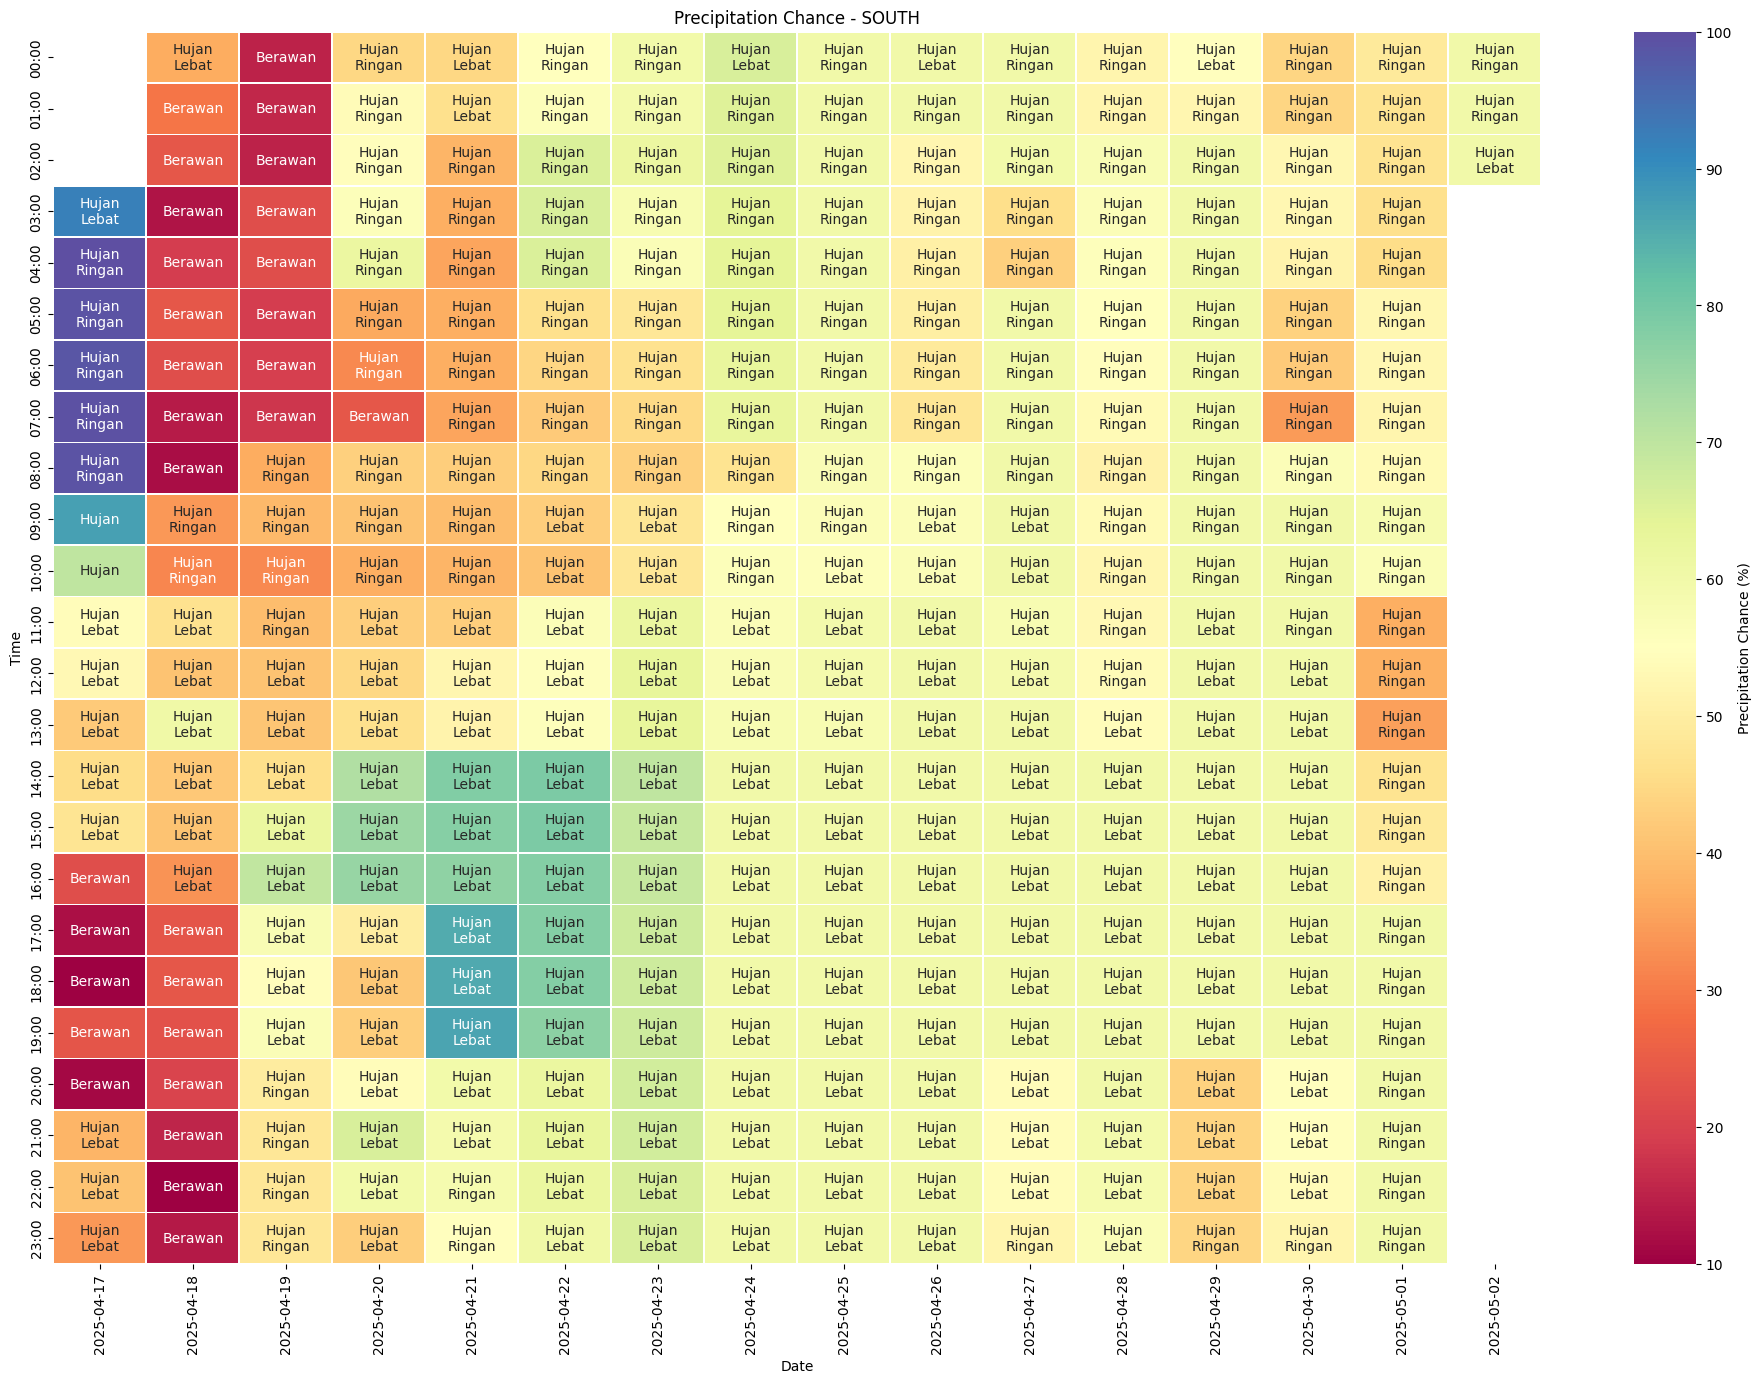 Precipitation Chance - SOUTH
00:00 Hujan Lebat Berawan Hujan Ringan Hujan Lebat Hujan Ringan Hujan Ringan Hujan Lebat Hujan Ringan Hujan Lebat Hujan Ringan Hujan Ringan Hujan Lebat Hujan Ringan Hujan Ringan Hujan Ringan
01:00 Berawan Berawan Hujan Ringan Hujan Lebat Hujan Ringan Hujan Ringan Hujan Ringan Hujan Ringan Hujan Ringan Hujan Ringan Hujan Ringan Hujan Ringan Hujan Ringan Hujan Ringan Hujan Ringan
02:00 Berawan Berawan Hujan Ringan Hujan Ringan Hujan Ringan Hujan Ringan Hujan Ringan Hujan Ringan Hujan Ringan Hujan Ringan Hujan Ringan Hujan Ringan Hujan Ringan Hujan Ringan Hujan Lebat
03:00 Hujan Lebat Berawan Berawan Hujan Ringan Hujan Ringan Hujan Ringan Hujan Ringan Hujan Ringan Hujan Ringan Hujan Ringan Hujan Ringan Hujan Ringan Hujan Ringan Hujan Ringan Hujan Ringan
04:00 Hujan Ringan Berawan Berawan Hujan Ringan Hujan Ringan Hujan Ringan Hujan Ringan Hujan Ringan Hujan Ringan Hujan Ringan Hujan Ringan Hujan Ringan Hujan Ringan Hujan Ringan Hujan Ringan
05:00 Hujan Ringan Berawan Berawan Hujan Ringan Hujan Ringan Hujan Ringan Hujan Ringan Hujan Ringan Hujan Ringan Hujan Ringan Hujan Ringan Hujan Ringan Hujan Ringan Hujan Ringan Hujan Ringan
06:00 Hujan Ringan Berawan Berawan Hujan Ringan Hujan Ringan Hujan Ringan Hujan Ringan Hujan Ringan Hujan Ringan Hujan Ringan Hujan Ringan Hujan Ringan Hujan Ringan Hujan Ringan Hujan Ringan
07:00 Hujan Ringan Berawan Berawan Berawan Hujan Ringan Hujan Ringan Hujan Ringan Hujan Ringan Hujan Ringan Hujan Ringan Hujan Ringan Hujan Ringan Hujan Ringan Hujan Ringan Hujan Ringan
08:00 Hujan Ringan Berawan Hujan Ringan Hujan Ringan Hujan Ringan Hujan Ringan Hujan Ringan Hujan Ringan Hujan Ringan Hujan Ringan Hujan Ringan Hujan Ringan Hujan Ringan Hujan Ringan Hujan Ringan
09:00 Hujan Hujan Ringan Hujan Ringan Hujan Ringan Hujan Ringan Hujan Lebat Hujan Lebat Hujan Ringan Hujan Ringan Hujan Lebat Hujan Lebat Hujan Ringan Hujan Ringan Hujan Ringan Hujan Ringan
10:00 Hujan Hujan Ringan Hujan Ringan Hujan Ringan Hujan Ringan Hujan Lebat Hujan Lebat Hujan Ringan Hujan Lebat Hujan Lebat Hujan Lebat Hujan Ringan Hujan Ringan Hujan Ringan Hujan Ringan
11:00 Hujan Lebat Hujan Lebat Hujan Ringan Hujan Lebat Hujan Lebat Hujan Lebat Hujan Lebat Hujan Lebat Hujan Lebat Hujan Lebat Hujan Lebat Hujan Ringan Hujan Lebat Hujan Ringan Hujan Ringan
12:00 Hujan Lebat Hujan Lebat Hujan Lebat Hujan Lebat Hujan Lebat Hujan Lebat Hujan Lebat Hujan Lebat Hujan Lebat Hujan Lebat Hujan Lebat Hujan Ringan Hujan Lebat Hujan Lebat Hujan Ringan
13:00 Hujan Lebat Hujan Lebat Hujan Lebat Hujan Lebat Hujan Lebat Hujan Lebat Hujan Lebat Hujan Lebat Hujan Lebat Hujan Lebat Hujan Lebat Hujan Lebat Hujan Lebat Hujan Lebat Hujan Ringan
14:00 Hujan Lebat Hujan Lebat Hujan Lebat Hujan Lebat Hujan Lebat Hujan Lebat Hujan Lebat Hujan Lebat Hujan Lebat Hujan Lebat Hujan Lebat Hujan Lebat Hujan Lebat Hujan Lebat Hujan Ringan
15:00 Hujan Lebat Hujan Lebat Hujan Lebat Hujan Lebat Hujan Lebat Hujan Lebat Hujan Lebat Hujan Lebat Hujan Lebat Hujan Lebat Hujan Lebat Hujan Lebat Hujan Lebat Hujan Lebat Hujan Ringan
16:00 Berawan Hujan Lebat Hujan Lebat Hujan Lebat Hujan Lebat Hujan Lebat Hujan Lebat Hujan Lebat Hujan Lebat Hujan Lebat Hujan Lebat Hujan Lebat Hujan Lebat Hujan Lebat Hujan Ringan
17:00 Berawan Berawan Hujan Lebat Hujan Lebat Hujan Lebat Hujan Lebat Hujan Lebat Hujan Lebat Hujan Lebat Hujan Lebat Hujan Lebat Hujan Lebat Hujan Lebat Hujan Lebat Hujan Ringan
18:00 Berawan Berawan Hujan Lebat Hujan Lebat Hujan Lebat Hujan Lebat Hujan Lebat Hujan Lebat Hujan Lebat Hujan Lebat Hujan Lebat Hujan Lebat Hujan Lebat Hujan Lebat Hujan Ringan
19:00 Berawan Berawan Hujan Lebat Hujan Lebat Hujan Lebat Hujan Lebat Hujan Lebat Hujan Lebat Hujan Lebat Hujan Lebat Hujan Lebat Hujan Lebat Hujan Lebat Hujan Lebat Hujan Ringan
20:00 Berawan Berawan Hujan Ringan Hujan Lebat Hujan Lebat Hujan Lebat Hujan Lebat Hujan Lebat Hujan Lebat Hujan Lebat Hujan Lebat Hujan Lebat Hujan Lebat Hujan Lebat Hujan Ringan
21:00 Hujan Lebat Berawan Hujan Ringan Hujan Lebat Hujan Lebat Hujan Lebat Hujan Lebat Hujan Lebat Hujan Lebat Hujan Lebat Hujan Lebat Hujan Lebat Hujan Lebat Hujan Lebat Hujan Ringan
22:00 Hujan Lebat Berawan Hujan Ringan Hujan Lebat Hujan Ringan Hujan Lebat Hujan Lebat Hujan Lebat Hujan Lebat Hujan Lebat Hujan Lebat Hujan Lebat Hujan Lebat Hujan Lebat Hujan Ringan
23:00 Hujan Lebat Berawan Hujan Ringan Hujan Lebat Hujan Ringan Hujan Lebat Hujan Lebat Hujan Lebat Hujan Lebat Hujan Lebat Hujan Ringan Hujan Lebat Hujan Ringan Hujan Ringan Hujan Ringan
Time
2025-04-17 2025-04-18 2025-04-19 2025-04-20 2025-04-21 2025-04-22 2025-04-23 2025-04-24 2025-04-25 2025-04-26 2025-04-27 2025-04-28 2025-04-29 2025-04-30 2025-05-01 2025-05-02
Date
100
90
80
70
60
50
40
30
20
10
Precipitation Chance (%)